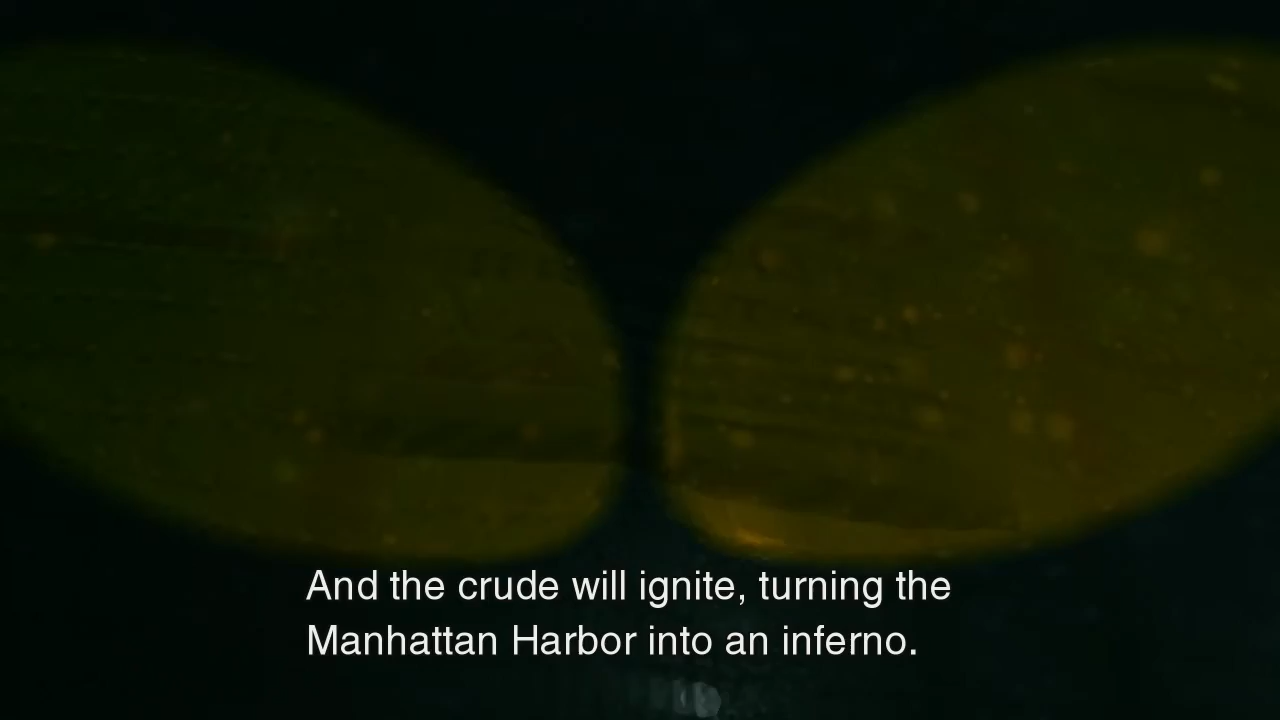 And the crude will ignite, turning the
Manhattan Harbor into an inferno.